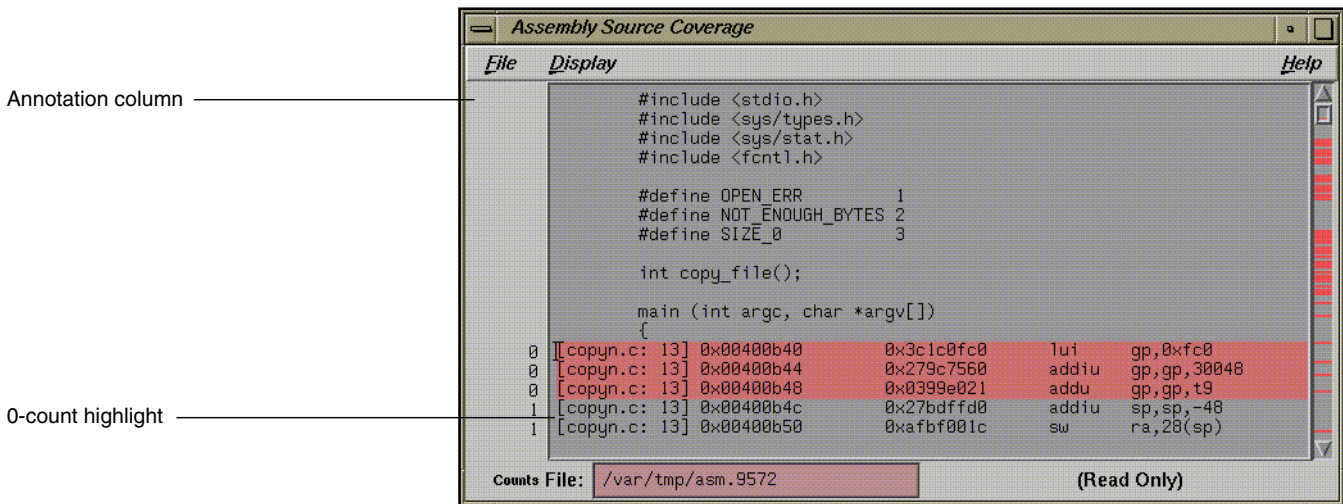 Assembly Source Coverage
File Display Help
Annotation column
#include <stdio.h>
#include <sys/types.h>
#include <sys/stat.h>
#include <fcntl.h>
#define OPEN_ERR 1
#define NOT_ENOUGH_BYTES 2
#define SIZE_0 3
int copy_file();
main (int argc, char *argv[])
{
0 [copyn.c: 13] 0x00400b40 0x3c1c0fc0 lui gp,0xfc0
0 [copyn.c: 13] 0x00400b44 0x279c7560 addiu gp,gp,30048
0 [copyn.c: 13] 0x00400b48 0x0399e021 addu gp,gp,t9
0-count highlight
1 [copyn.c: 13] 0x00400b4c 0x27bdffd0 addiu sp,sp,-48
1 [copyn.c: 13] 0x00400b50 0xafbf001c sw ra,28(sp)
Counts File: /var/tmp/asm.9572 (Read Only)